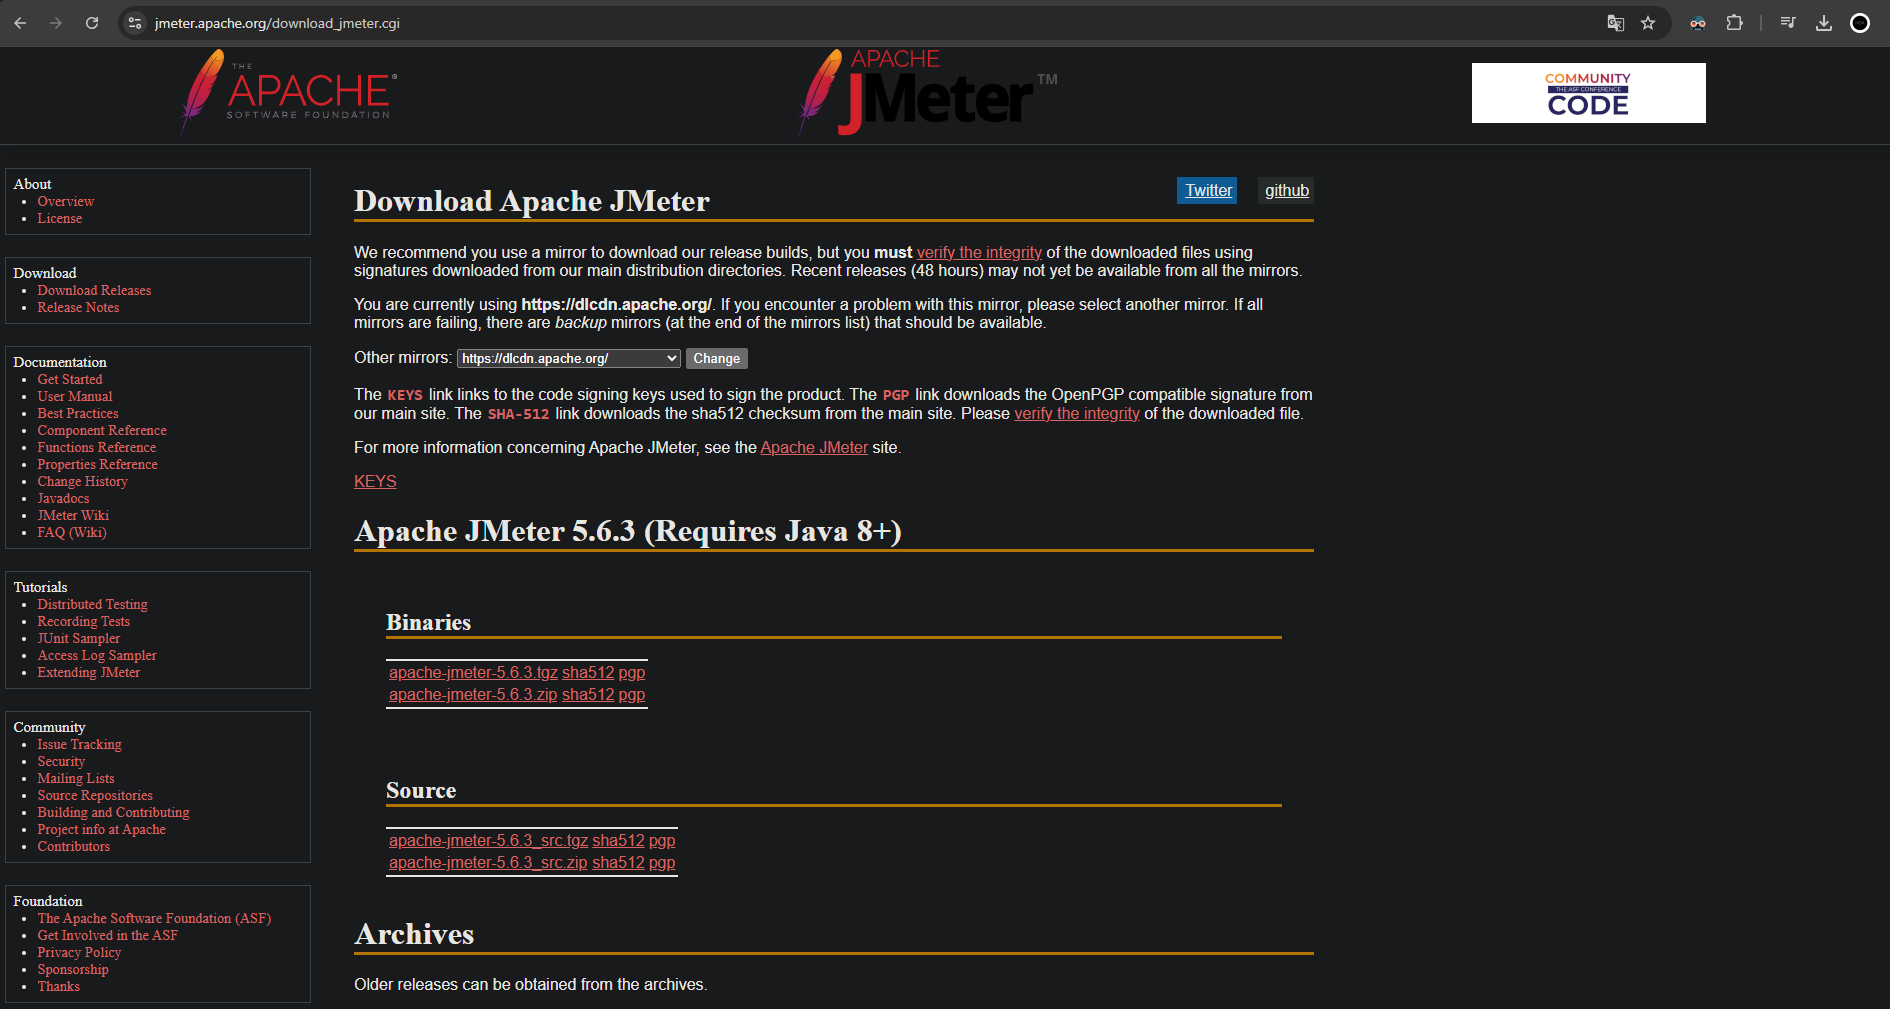 jmeter.apache.org/download_jmeter.cgi
THE
APACHE®
SOFTWARE FOUNDATION
APACHE
JMeter™
COMMUNITY
THE ASF CONFERENCE
CODE
About
Overview
License
Download
Download Releases
Release Notes
Documentation
Get Started
User Manual
Best Practices
Component Reference
Functions Reference
Properties Reference
Change History
Javadocs
JMeter Wiki
FAQ (Wiki)
Tutorials
Distributed Testing
Recording Tests
JUnit Sampler
Access Log Sampler
Extending JMeter
Community
Issue Tracking
Security
Mailing Lists
Source Repositories
Building and Contributing
Project info at Apache
Contributors
Foundation
The Apache Software Foundation (ASF)
Get Involved in the ASF
Privacy Policy
Sponsorship
Thanks
Twitter
github
Download Apache JMeter
We recommend you use a mirror to download our release builds, but you must verify the integrity of the downloaded files using
signatures downloaded from our main distribution directories. Recent releases (48 hours) may not yet be available from all the mirrors.
You are currently using https://dlcdn.apache.org/. If you encounter a problem with this mirror, please select another mirror. If all
mirrors are failing, there are backup mirrors (at the end of the mirrors list) that should be available.
Other mirrors: https://dlcdn.apache.org/ Change
The KEYS link links to the code signing keys used to sign the product. The PGP link downloads the OpenPGP compatible signature from
our main site. The SHA-512 link downloads the sha512 checksum from the main site. Please verify the integrity of the downloaded file.
For more information concerning Apache JMeter, see the Apache JMeter site.
KEYS
Apache JMeter 5.6.3 (Requires Java 8+)
Binaries
apache-jmeter-5.6.3.tgz sha512 pgp
apache-jmeter-5.6.3.zip sha512 pgp
Source
apache-jmeter-5.6.3_src.tgz sha512 pgp
apache-jmeter-5.6.3_src.zip sha512 pgp
Archives
Older releases can be obtained from the archives.